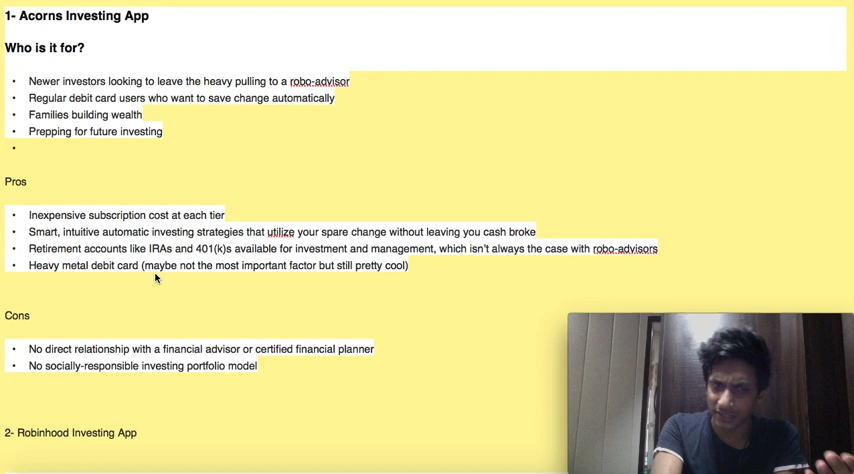 1- Acorns Investing App
Who is it for?
• Newer investors looking to leave the heavy pulling to a robo-advisor
• Regular debit card users who want to save change automatically
• Families building wealth
• Prepping for future investing
•
Pros
• Inexpensive subscription cost at each tier
• Smart, intuitive automatic investing strategies that utilize your spare change without leaving you cash broke
• Retirement accounts like IRAs and 401(k)s available for investment and management, which isn't always the case with robo-advisors
• Heavy metal debit card (maybe not the most important factor but still pretty cool)
Cons
• No direct relationship with a financial advisor or certified financial planner
• No socially-responsible investing portfolio model
2- Robinhood Investing App